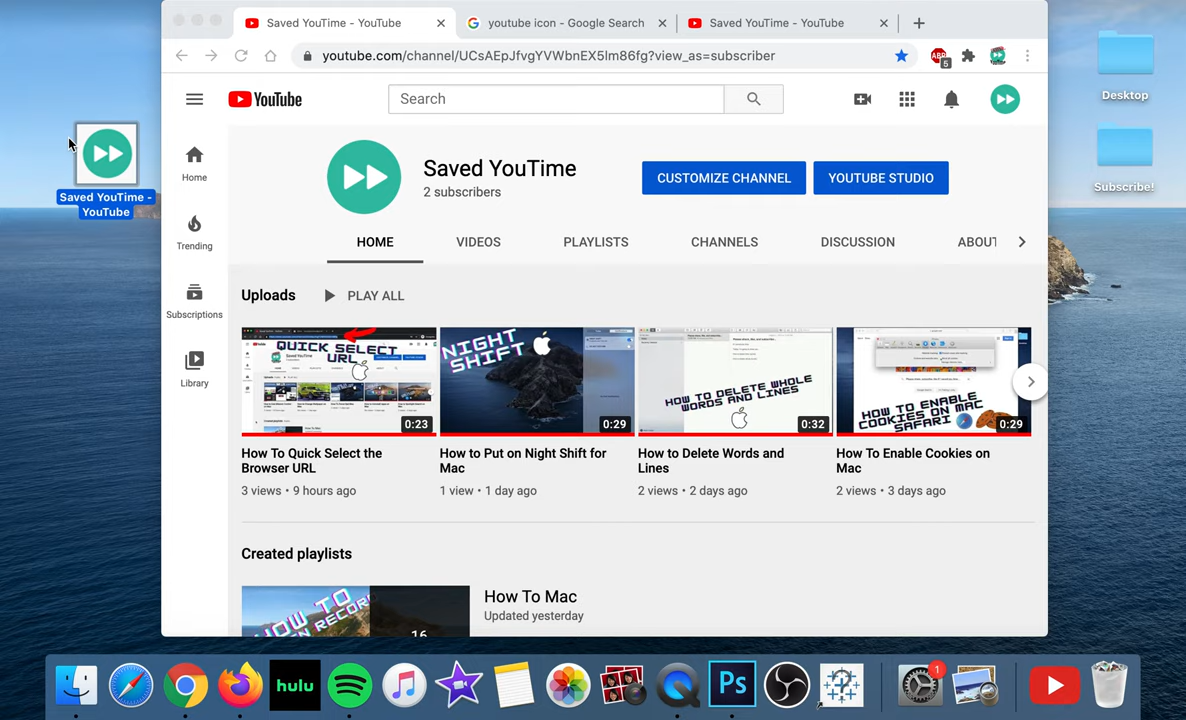 Saved YouTime - YouTube
youtube icon - Google Search
Saved YouTime - YouTube
youtube.com/channel/UCsAEpJfvgYVWbnEX5lm86fg?view_as=subscriber
ABP
5
YouTube
Search
Desktop
Subscribe!
Saved YouTime -
YouTube
Home
Trending
Subscriptions
Library
Saved YouTime
2 subscribers
CUSTOMIZE CHANNEL
YOUTUBE STUDIO
HOME
VIDEOS
PLAYLISTS
CHANNELS
DISCUSSION
ABOUT
Uploads
PLAY ALL
QUICK SELECT
URL
0:23
NIGHT
SHIFT
0:29
HOW TO DELETE WHOLE
WORDS AND LINES
0:32
HOW TO ENABLE
COOKIES ON MAC
SAFARI
0:29
How To Quick Select the
Browser URL
3 views • 9 hours ago
How to Put on Night Shift for
Mac
1 view • 1 day ago
How to Delete Words and
Lines
2 views • 2 days ago
How To Enable Cookies on
Mac
2 views • 3 days ago
Created playlists
HOW TO
16
How To Mac
Updated yesterday
hulu
Ps
1